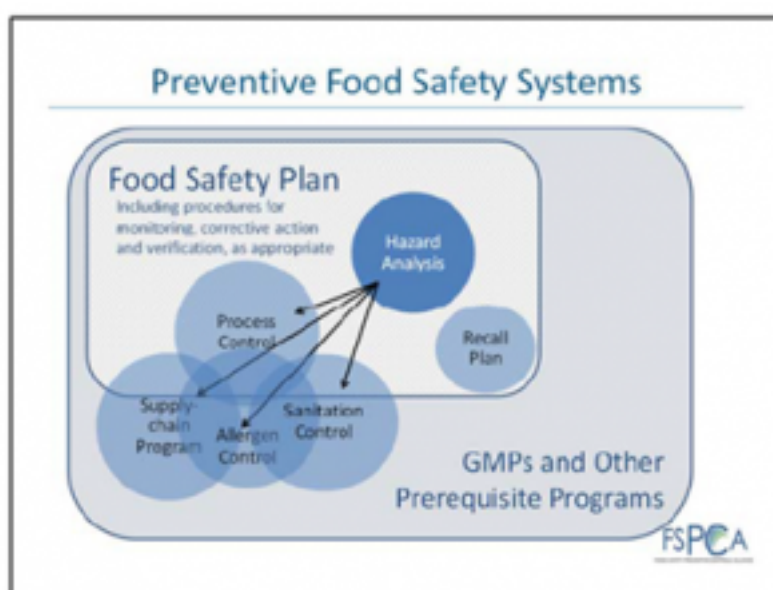 Preventive Food Safety Systems
Food Safety Plan
Including procedures for
monitoring, corrective action
and verification, as appropriate
Hazard
Analysis
Process
Control
Recall
Plan
Supply-
chain
Program
Allergen
Control
Sanitation
Control
GMPs and Other
Prerequisite Programs
FSPCA